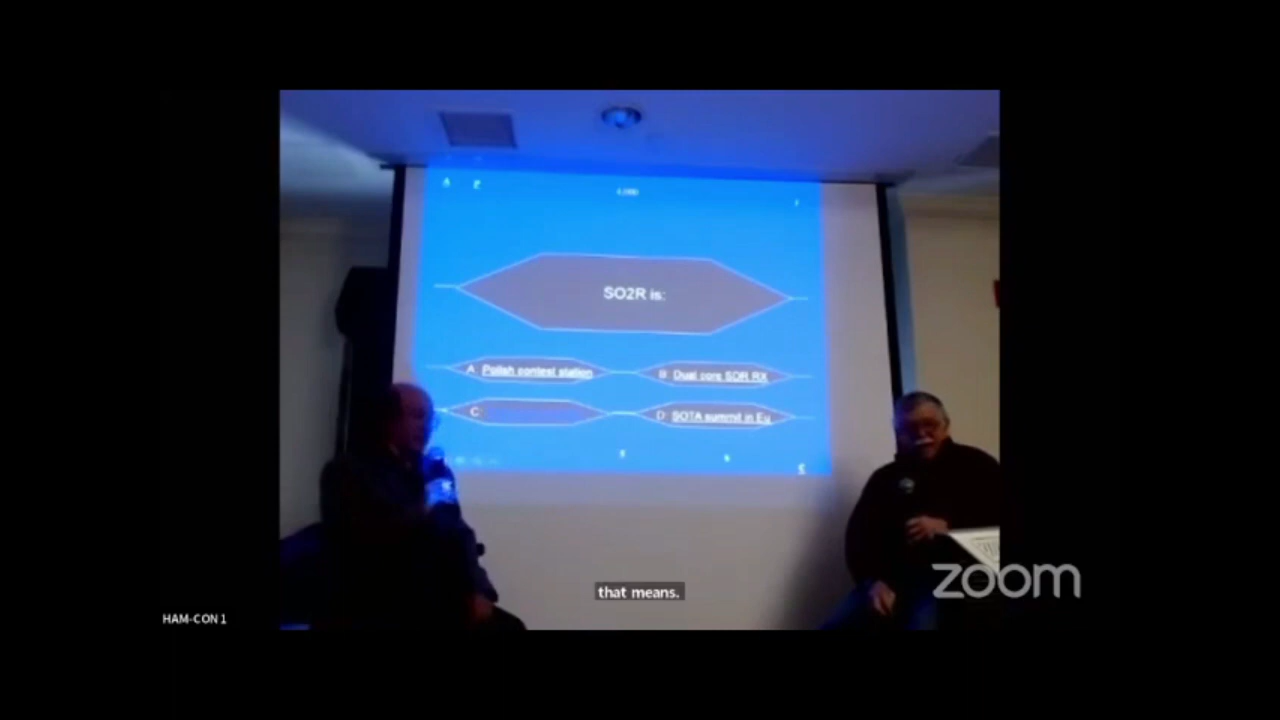 SO2R is:
A: Polish contest station
B: Dual core SDR RX
C:
D: SOTA summit in Eu
that means.
zoom
HAM-CON 1